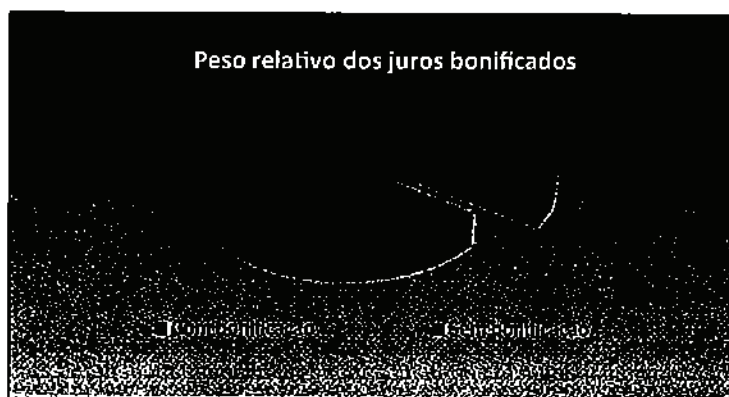 Peso relativo dos juros bonificados
Com bonificação
Sem bonificação